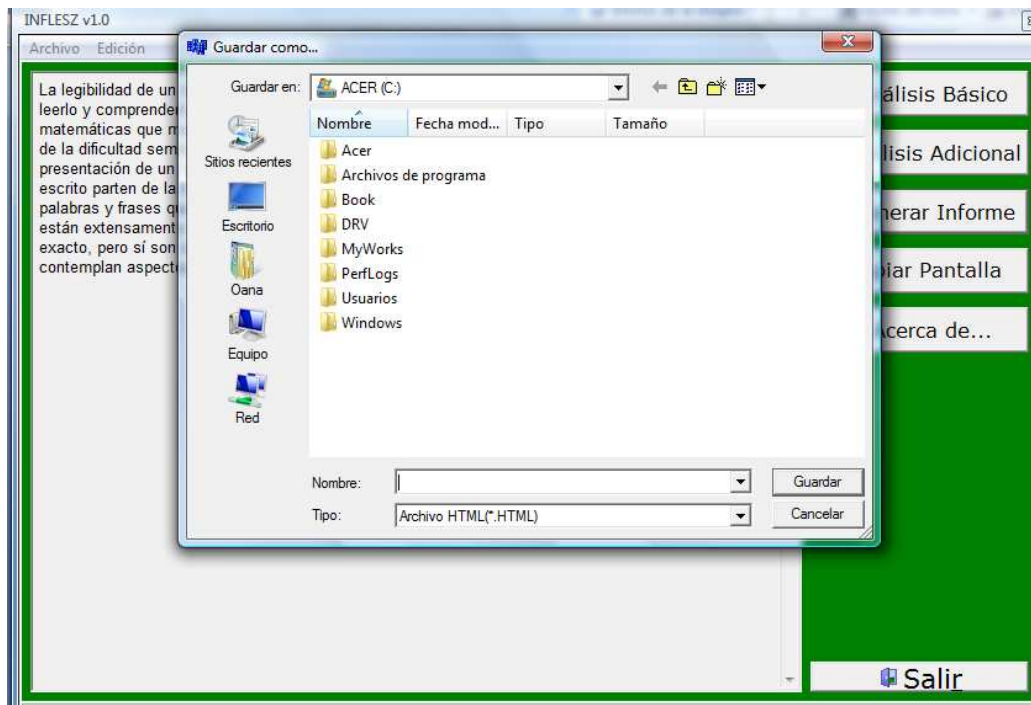 INFLESZ v1.0
Archivo Edición
La legibilidad de un
leerlo y comprender
matemáticas que m
de la dificultad sem
presentación de un
escrito parten de la
palabras y frases q
están extensament
exacto, pero sí son
contemplan aspect
Guardar como...
Guardar en: ACER (C:)
Sitios recientes
Escritorio
Oana
Equipo
Red
Nombre Fecha mod... Tipo Tamaño
Acer
Archivos de programa
Book
DRV
MyWorks
PerfLogs
Usuarios
Windows
Nombre: Guardar
Tipo: Archivo HTML(*.HTML) Cancelar
álisis Básico
lisis Adicional
nerar Informe
iar Pantalla
Acerca de...
Salir